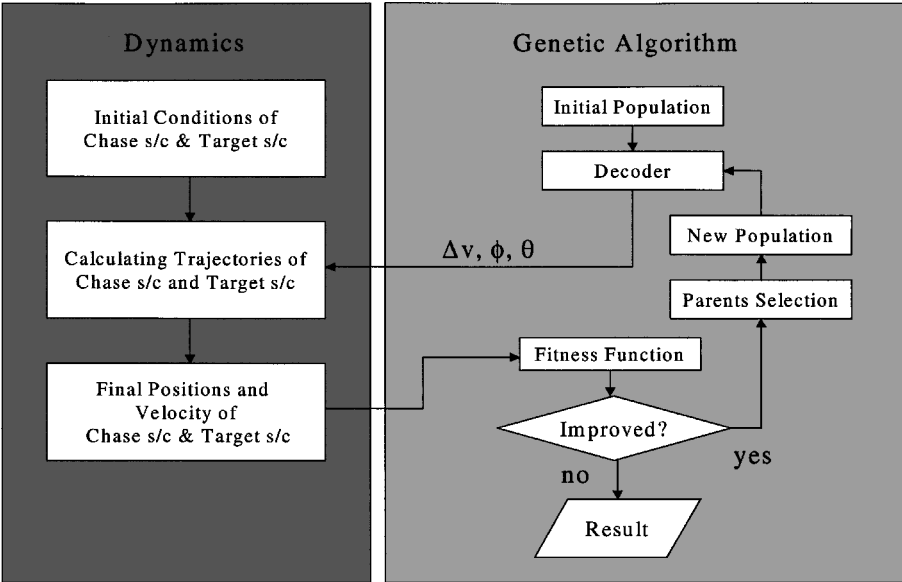 Dynamics
Initial Conditions of
Chase s/c & Target s/c
Calculating Trajectories of
Chase s/c and Target s/c
Final Positions and
Velocity of
Chase s/c & Target s/c
Genetic Algorithm
Initial Population
Decoder
New Population
Δv, ϕ, θ
Parents Selection
Fitness Function
Improved?
yes
no
Result